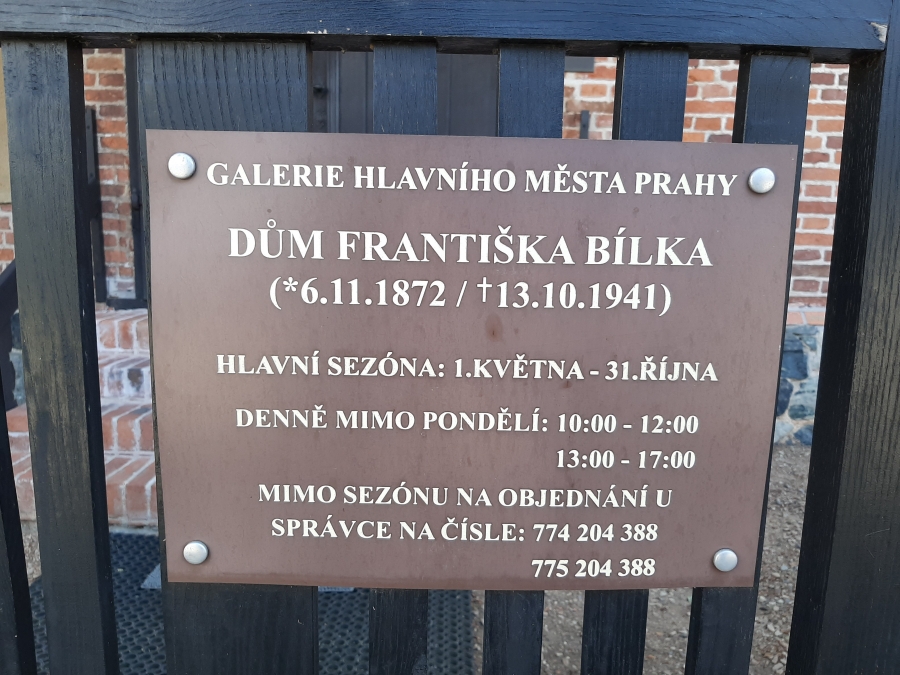 GALERIE HLAVNÍHO MĚSTA PRAHY
DŮM FRANTIŠKA BÍLKA
(*6.11.1872 / †13.10.1941)
HLAVNÍ SEZÓNA: 1.KVĚTNA - 31.ŘÍJNA
DENNĚ MIMO PONDĚLÍ: 10:00 - 12:00
13:00 - 17:00
MIMO SEZÓNU NA OBJEDNÁNÍ U
SPRÁVCE NA ČÍSLE: 774 204 388
775 204 388